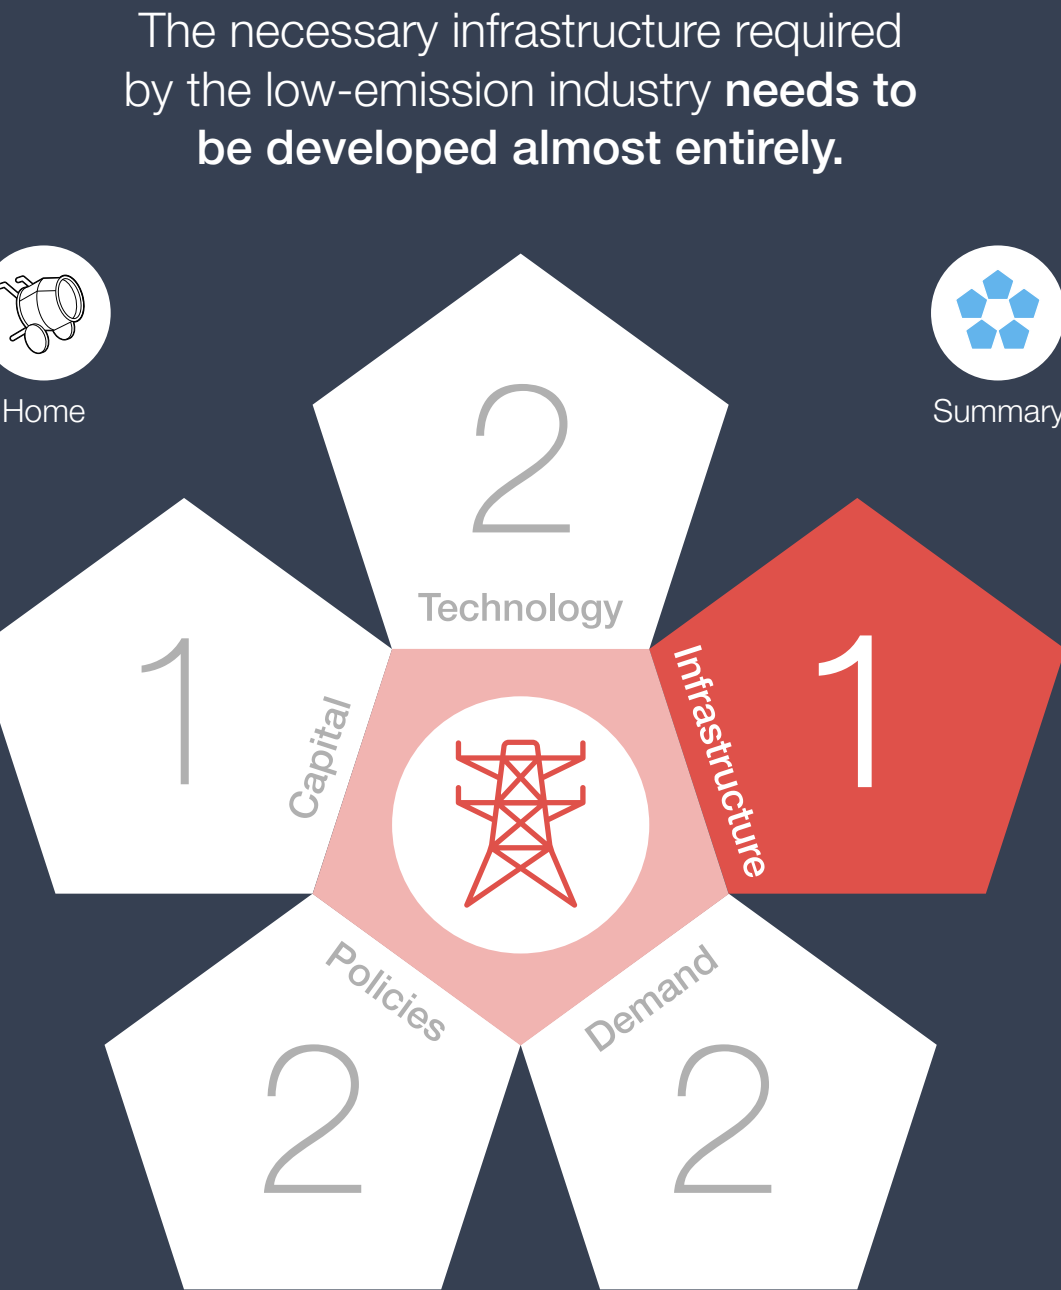 The necessary infrastructure required
by the low-emission industry needs to
be developed almost entirely.
Home
Summary
2
Technology
1
Capital
Infrastructure
1
Policies
2
Demand
2